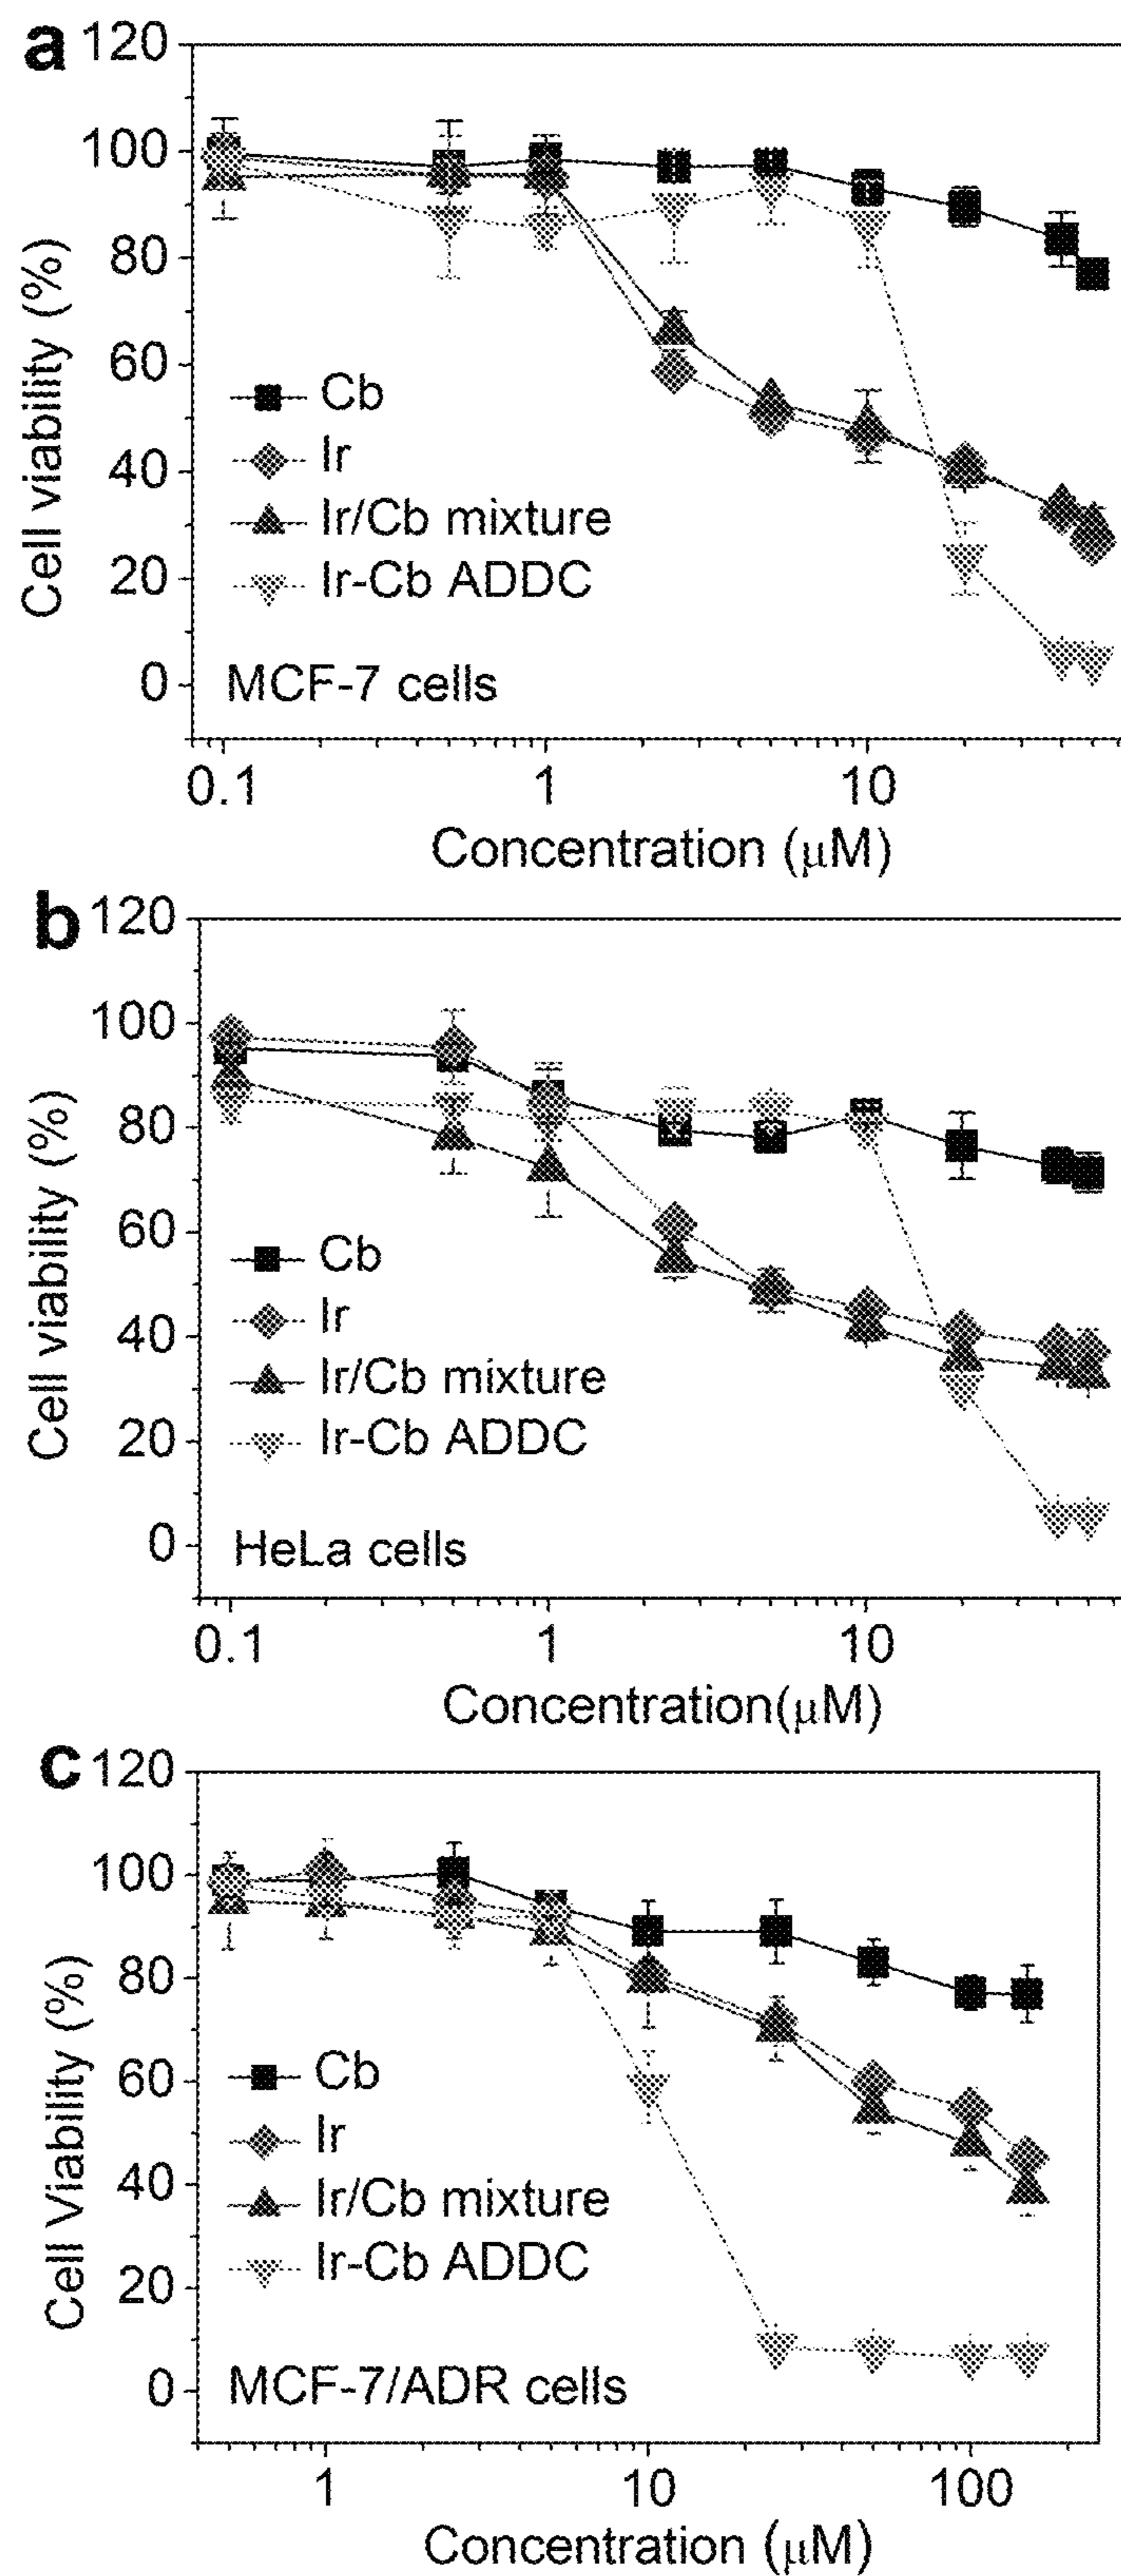 a
120
100
80
60
40
20
0
Cell viability (%)
Cb
Ir
Ir/Cb mixture
Ir-Cb ADDC
MCF-7 cells
0.1 1 10
Concentration (μM)
b
120
100
80
60
40
20
0
Cell viability (%)
Cb
Ir
Ir/Cb mixture
Ir-Cb ADDC
HeLa cells
0.1 1 10
Concentration(μM)
c
120
100
80
60
40
20
0
Cell Viability (%)
Cb
Ir
Ir/Cb mixture
Ir-Cb ADDC
MCF-7/ADR cells
1 10 100
Concentration (μM)